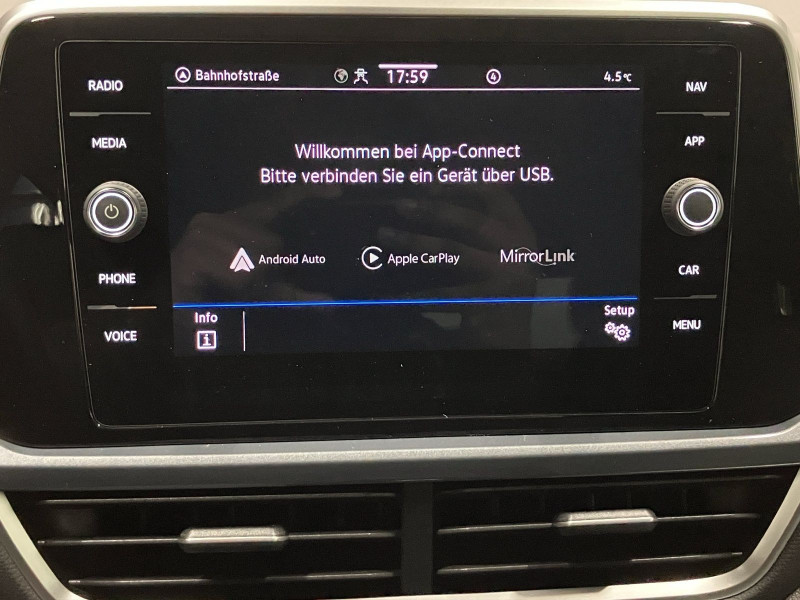 RADIO
MEDIA
PHONE
VOICE
Bahnhofstraße 17:59 4 4.5°C
Willkommen bei App-Connect
Bitte verbinden Sie ein Gerät über USB.
Android Auto Apple CarPlay MirrorLink
Info Setup
i
NAV
APP
CAR
MENU